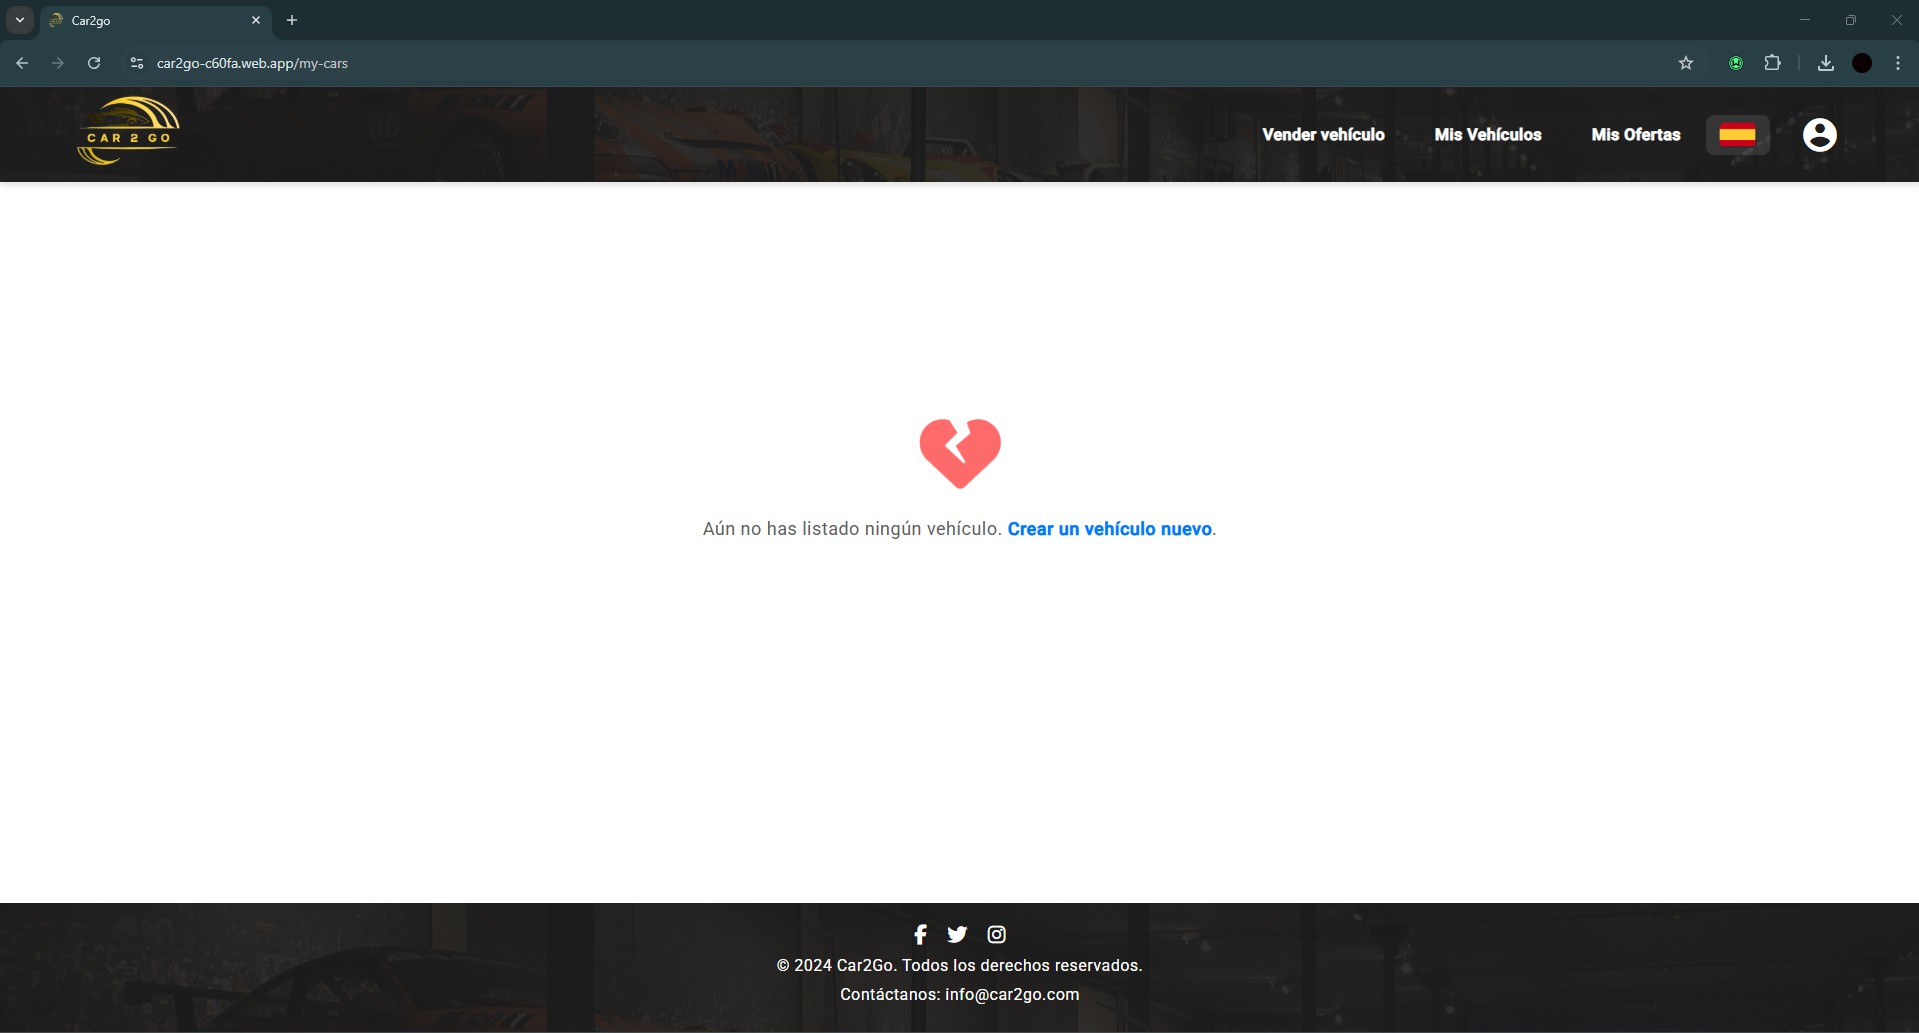 Car2go
car2go-c60fa.web.app/my-cars
CAR 2 GO
Vender vehículo
Mis Vehículos
Mis Ofertas
Aún no has listado ningún vehículo. Crear un vehículo nuevo.
© 2024 Car2Go. Todos los derechos reservados.
Contáctanos: info@car2go.com